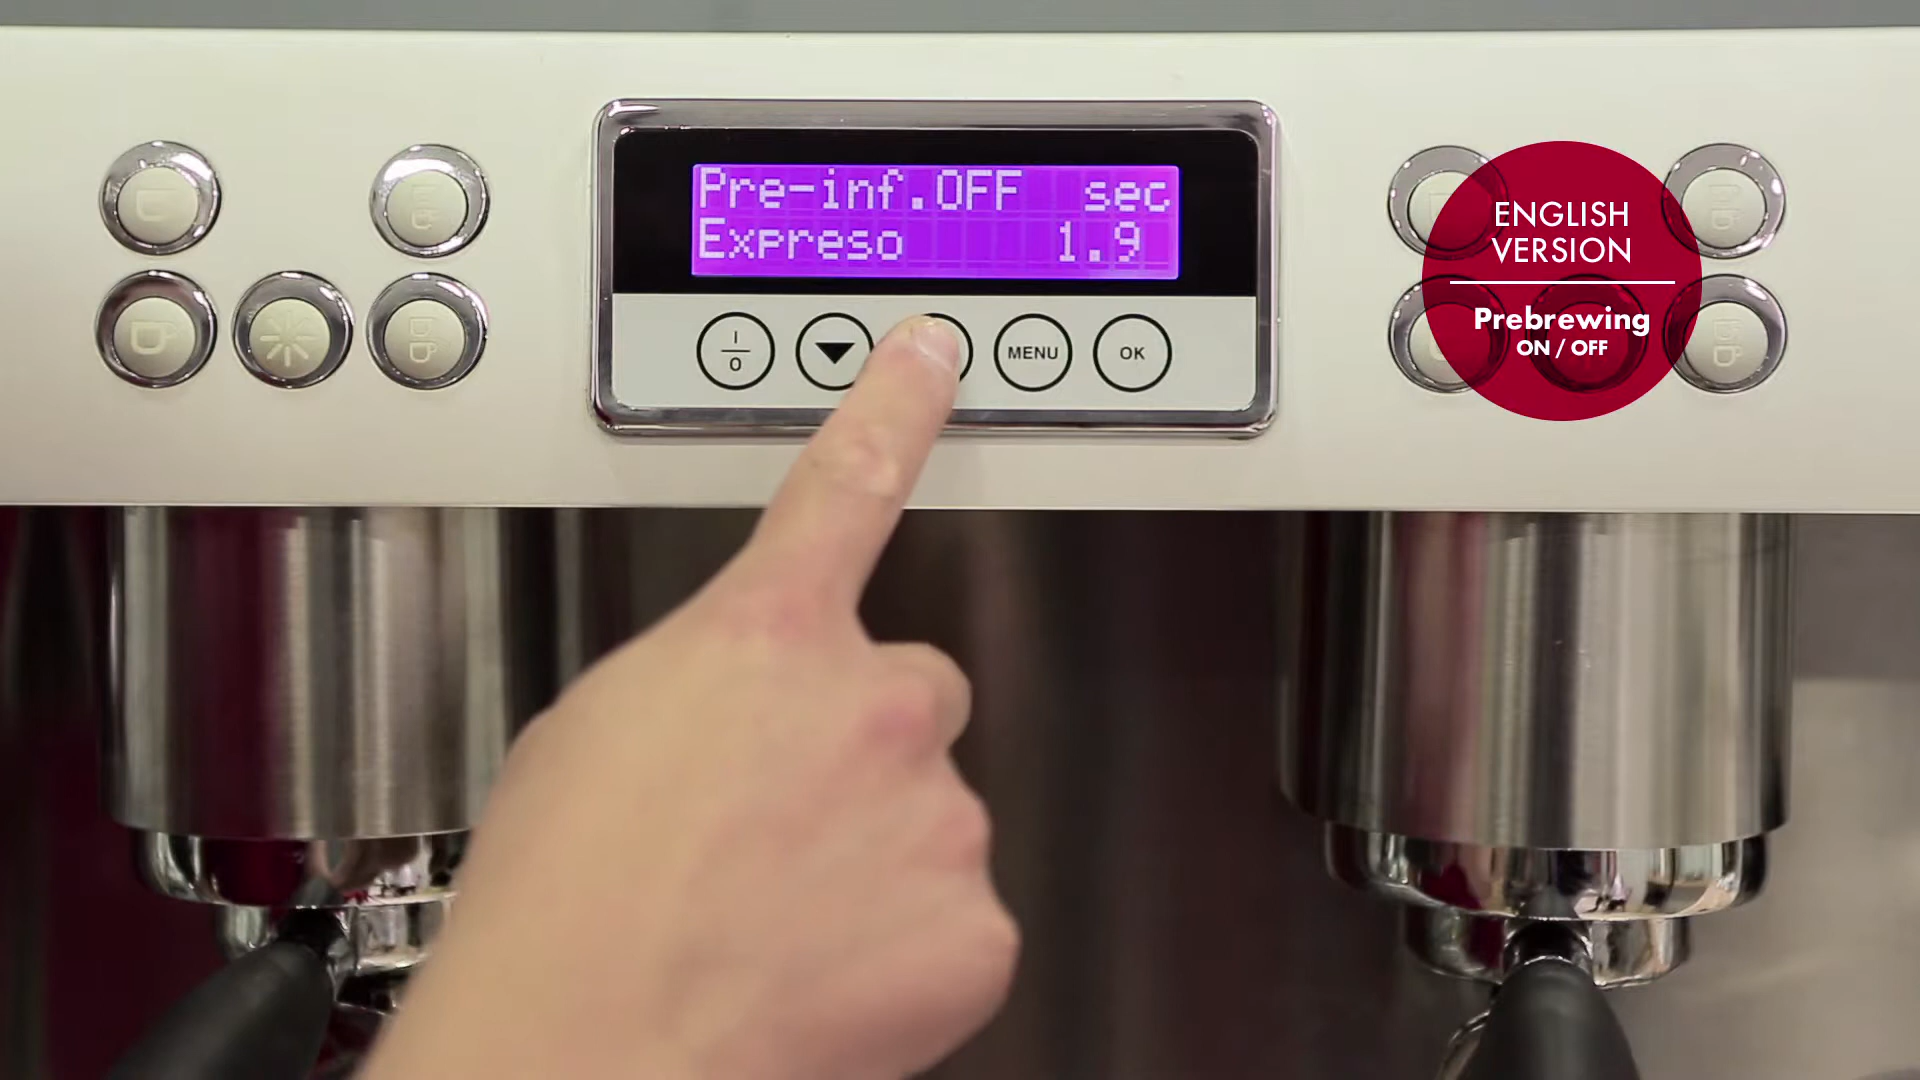 Pre-inf.OFF sec
Expreso 1.9
I
0
MENU
OK
ENGLISH
VERSION
Prebrewing
ON / OFF